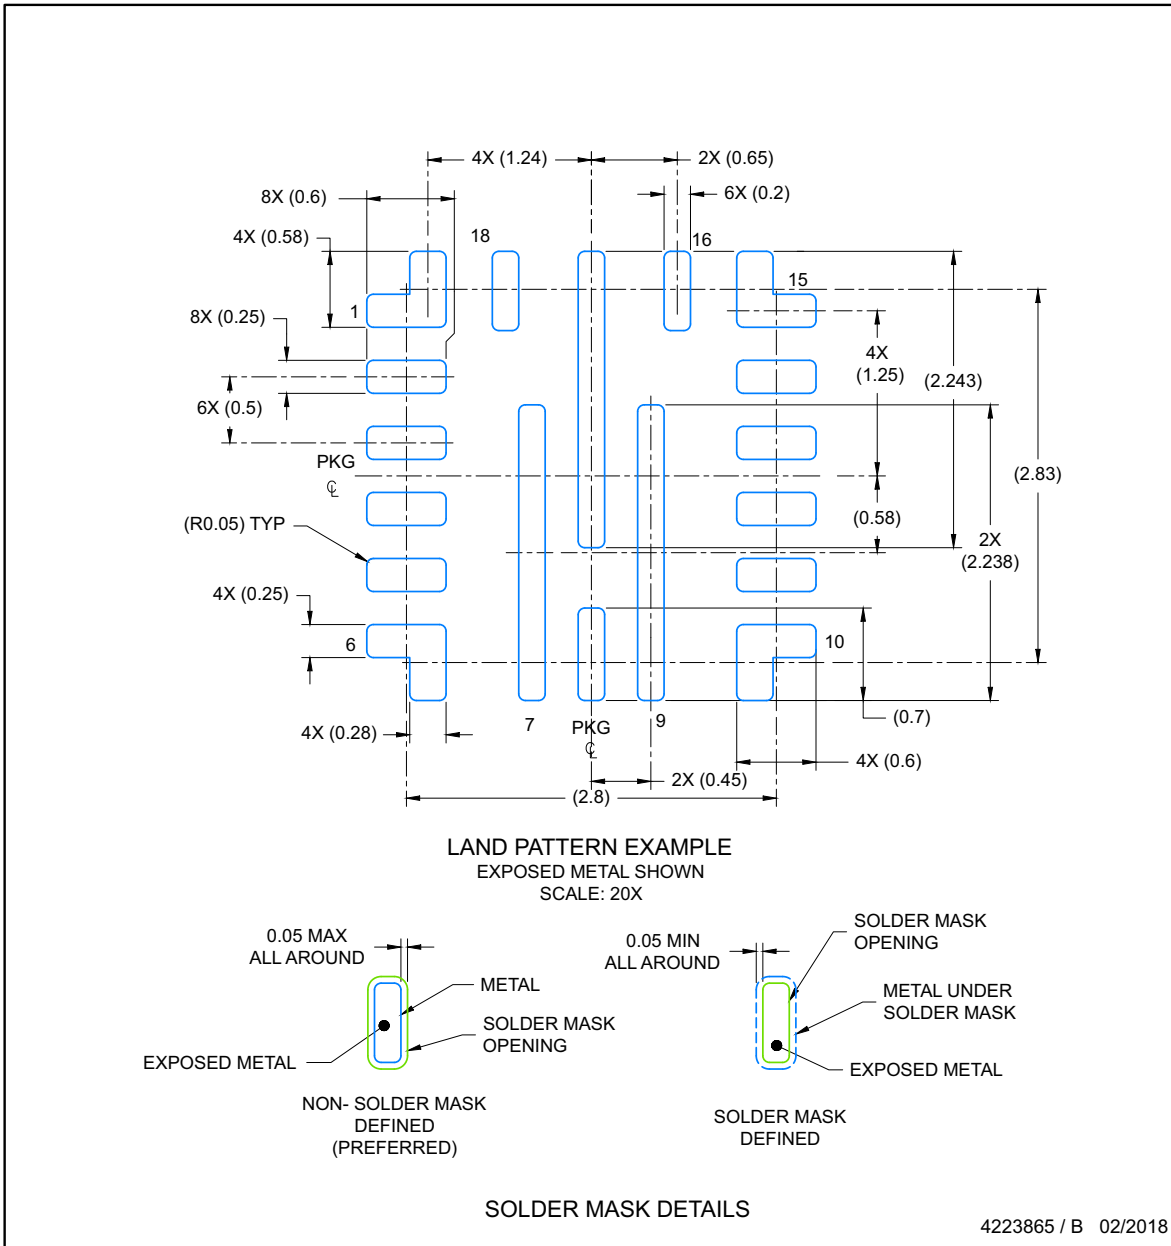 4X (1.24)
2X (0.65)
8X (0.6)
6X (0.2)
4X (0.58)
18
16
15
1
8X (0.25)
4X
(1.25)
(2.243)
6X (0.5)
PKG
℄
(2.83)
(0.58)
(R0.05) TYP
2X
(2.238)
4X (0.25)
6
10
7
PKG
℄
9
(0.7)
4X (0.28)
2X (0.45)
4X (0.6)
(2.8)
LAND PATTERN EXAMPLE
EXPOSED METAL SHOWN
SCALE: 20X
0.05 MAX
ALL AROUND
METAL
SOLDER MASK
OPENING
EXPOSED METAL
NON- SOLDER MASK
DEFINED
(PREFERRED)
0.05 MIN
ALL AROUND
SOLDER MASK
OPENING
METAL UNDER
SOLDER MASK
EXPOSED METAL
SOLDER MASK
DEFINED
SOLDER MASK DETAILS
4223865 / B 02/2018